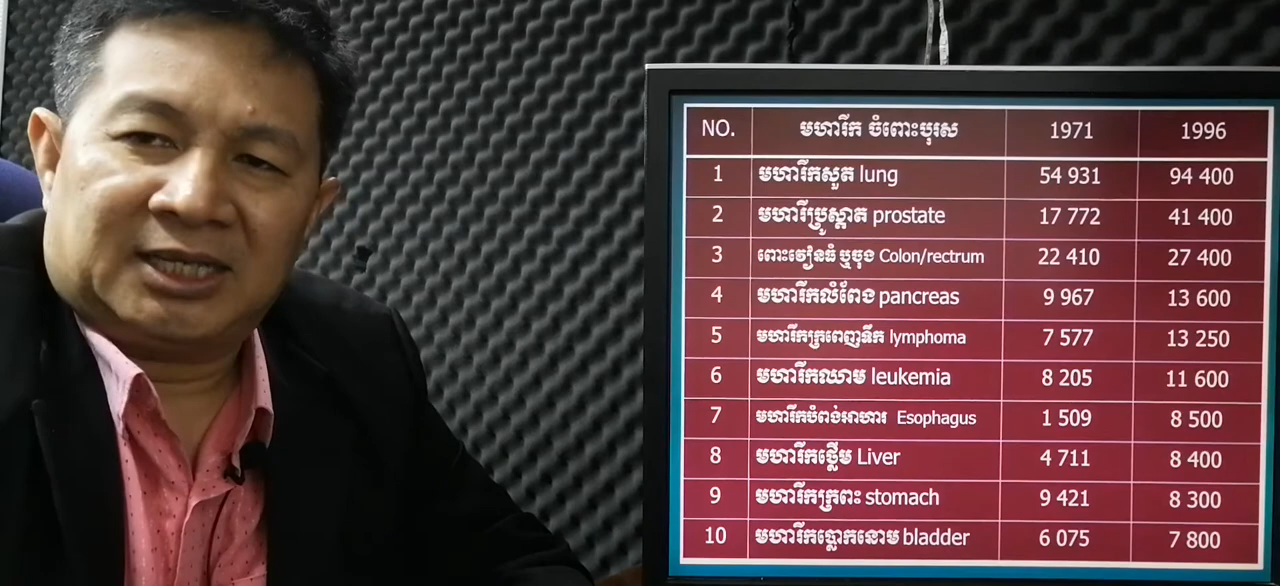 NO. មហារីក ចំពោះបុរស 1971 1996
1 មហារីកសួត lung 54 931 94 400
2 មហារីប្រូស្តាត prostate 17 772 41 400
3 ពោះវៀនធំ ឬចុង Colon/rectrum 22 410 27 400
4 មហារីកលំពែង pancreas 9 967 13 600
5 មហារីកក្រពេញទឹក lymphoma 7 577 13 250
6 មហារីកឈាម leukemia 8 205 11 600
7 មហារីកបំពង់អាហារ Esophagus 1 509 8 500
8 មហារីកថ្លើម Liver 4 711 8 400
9 មហារីកក្រពះ stomach 9 421 8 300
10 មហារីកប្លោកនោម bladder 6 075 7 800